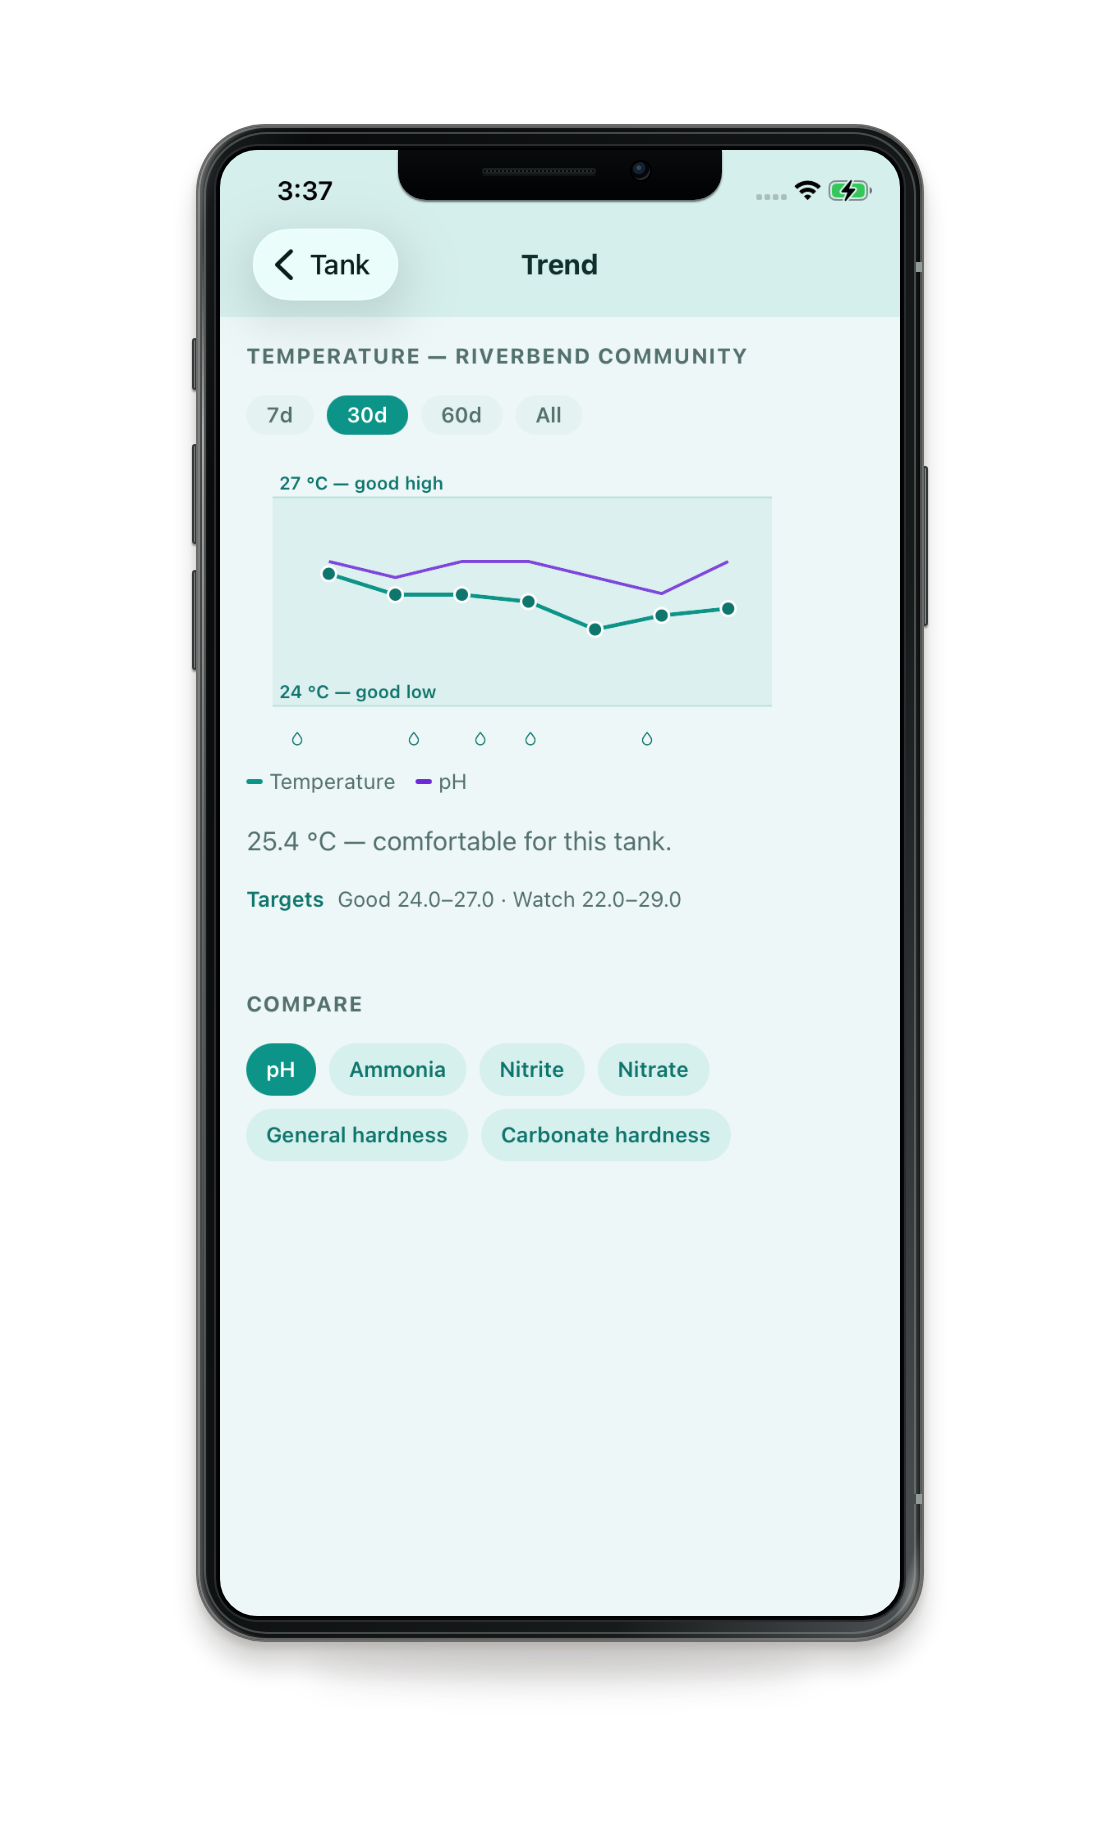 3:37
Tank
Trend
TEMPERATURE — RIVERBEND COMMUNITY
7d 30d 60d All
27 °C — good high
24 °C — good low
Temperature pH
25.4 °C — comfortable for this tank.
Targets Good 24.0–27.0 · Watch 22.0–29.0
COMPARE
pH Ammonia Nitrite Nitrate
General hardness Carbonate hardness